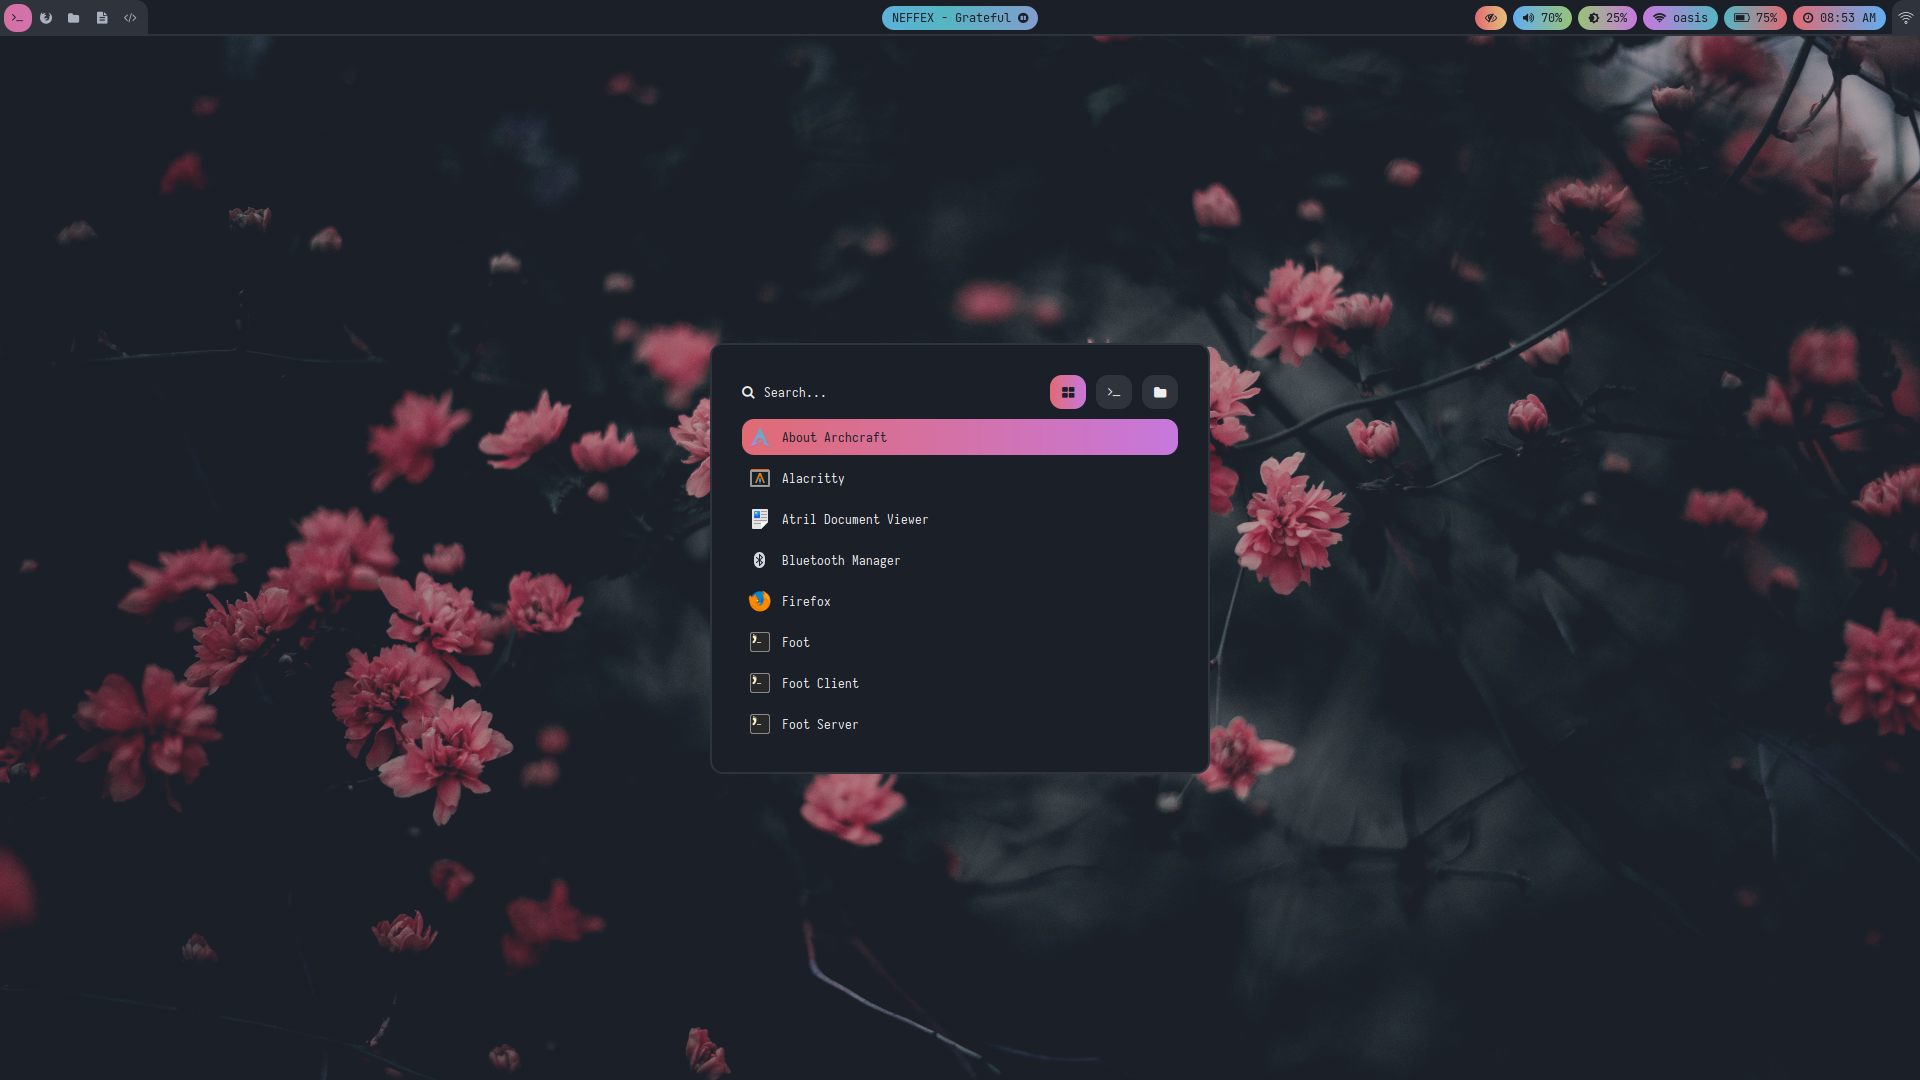 NEFFEX - Grateful
70%
25%
oasis
75%
08:53 AM
Search...
About Archcraft
Alacritty
Atril Document Viewer
Bluetooth Manager
Firefox
Foot
Foot Client
Foot Server